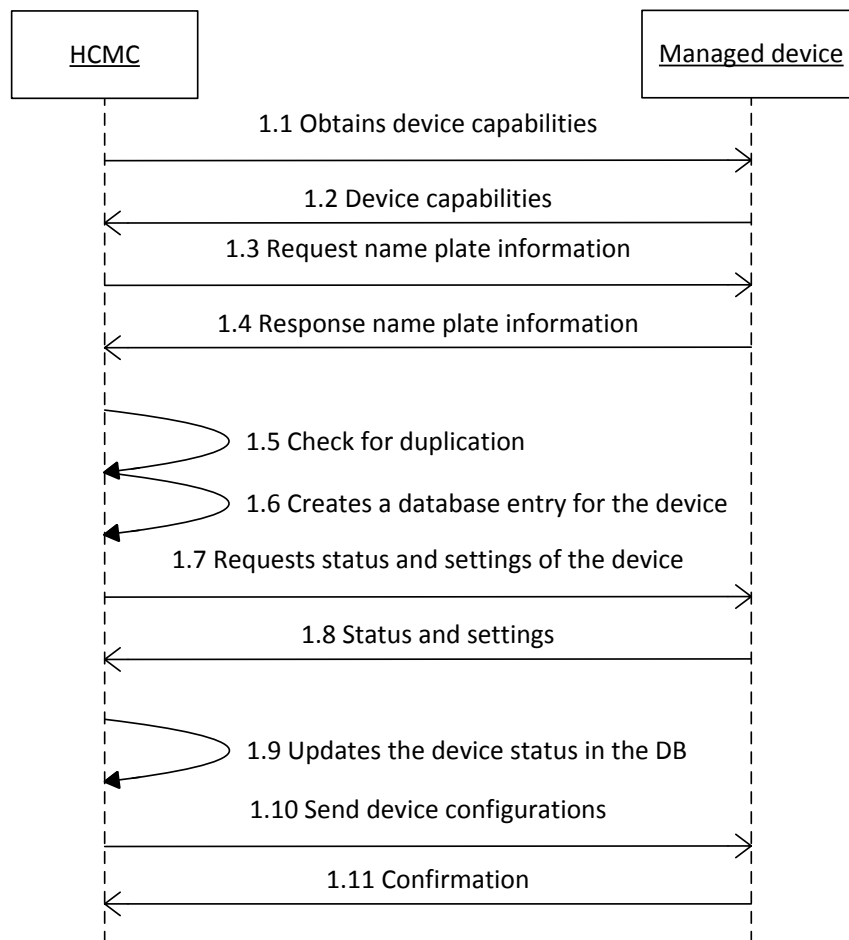 HCMC
Managed device
1.1 Obtains device capabilities
1.2 Device capabilities
1.3 Request name plate information
1.4 Response name plate information
1.5 Check for duplication
1.6 Creates a database entry for the device
1.7 Requests status and settings of the device
1.8 Status and settings
1.9 Updates the device status in the DB
1.10 Send device configurations
1.11 Confirmation